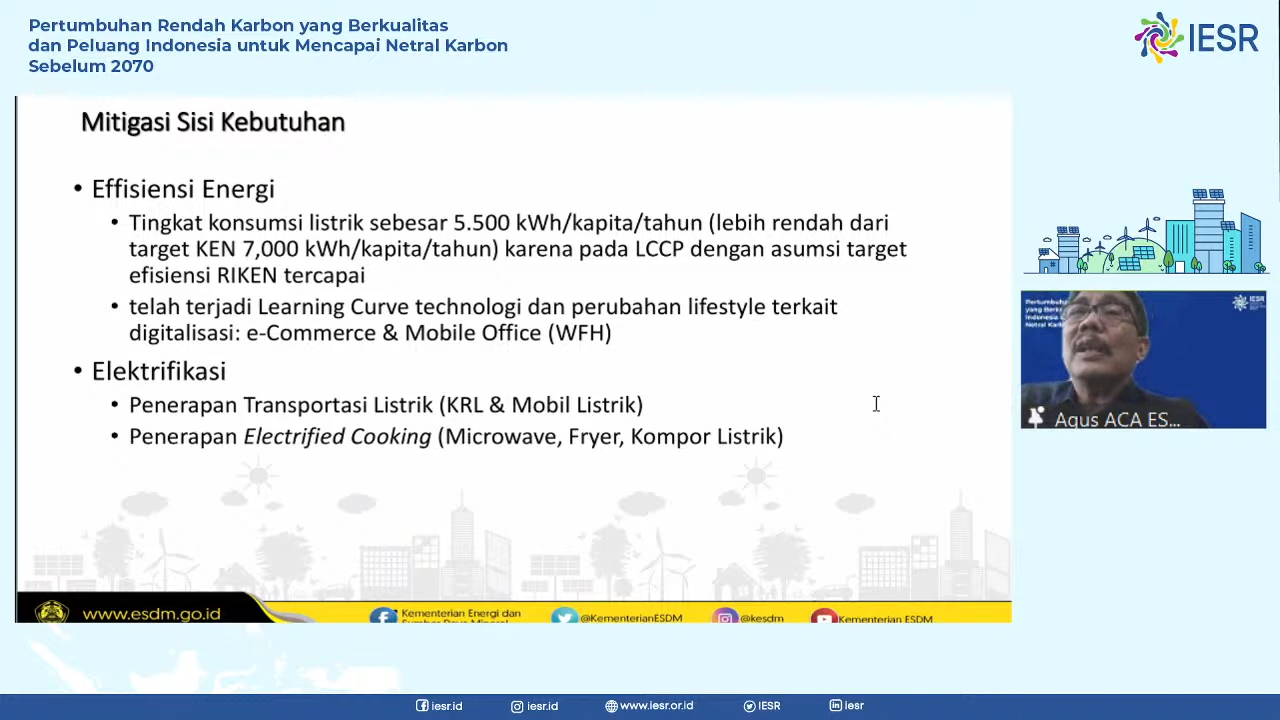 Pertumbuhan Rendah Karbon yang Berkualitas
dan Peluang Indonesia untuk Mencapai Netral Karbon
Sebelum 2070
IESR
Mitigasi Sisi Kebutuhan
• Effisiensi Energi
• Tingkat konsumsi listrik sebesar 5.500 kWh/kapita/tahun (lebih rendah dari
target KEN 7,000 kWh/kapita/tahun) karena pada LCCP dengan asumsi target
efisiensi RIKEN tercapai
• telah terjadi Learning Curve technologi dan perubahan lifestyle terkait
digitalisasi: e-Commerce & Mobile Office (WFH)
• Elektrifikasi
• Penerapan Transportasi Listrik (KRL & Mobil Listrik)
• Penerapan Electrified Cooking (Microwave, Fryer, Kompor Listrik)
IESR
Agus ACA ES...
www.esdm.go.id
Kementerian Energi dan
Sumber Daya Mineral
@KementerianESDM
@kesdm
Kementerian ESDM
iesr.id
iesr.id
www.iesr.or.id
IESR
iesr